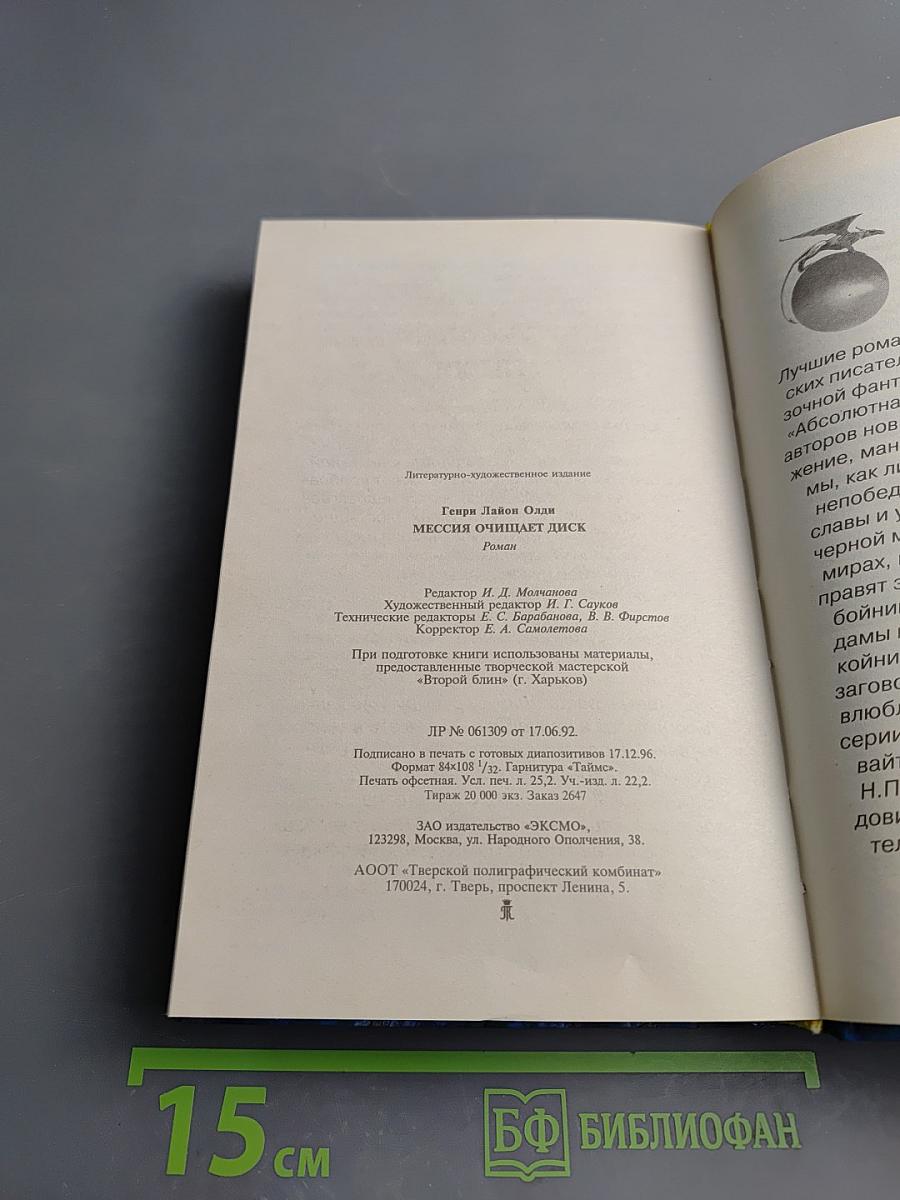 Литературно-художественное издание
Генри Лайон Олди
МЕССИЯ ОЧИЩАЕТ ДИСК
Роман
Редактор И. Д. Молчанова
Художественный редактор И. Г. Сауков
Технические редакторы Е. С. Барабанова, В. В. Фирстов
Корректор Е. А. Самолетова
При подготовке книги использованы материалы,
предоставленные творческой мастерской
«Второй блин» (г. Харьков)
ЛР № 061309 от 17.06.92.
Подписано в печать с готовых диапозитивов 17.12.96.
Формат 84×108 1/32. Гарнитура «Таймс».
Печать офсетная. Усл. печ. л. 25,2. Уч.-изд. л. 22,2.
Тираж 20 000 экз. Заказ 2647
ЗАО издательство «ЭКСМО»,
123298, Москва, ул. Народного Ополчения, 38.
АООТ «Тверской полиграфический комбинат»
170024, г. Тверь, проспект Ленина, 5.
Лучшие рома
ских писател
зочной фант
«Абсолютна
авторов нов
жение, ман
мы, как ли
непобед
славы и у
черной м
мирах,
правят з
бойни
дамы
койни
загово
влюбл
серии
вайт
Н.П
дови
тел
15 см
БФ БИБЛИОФАН